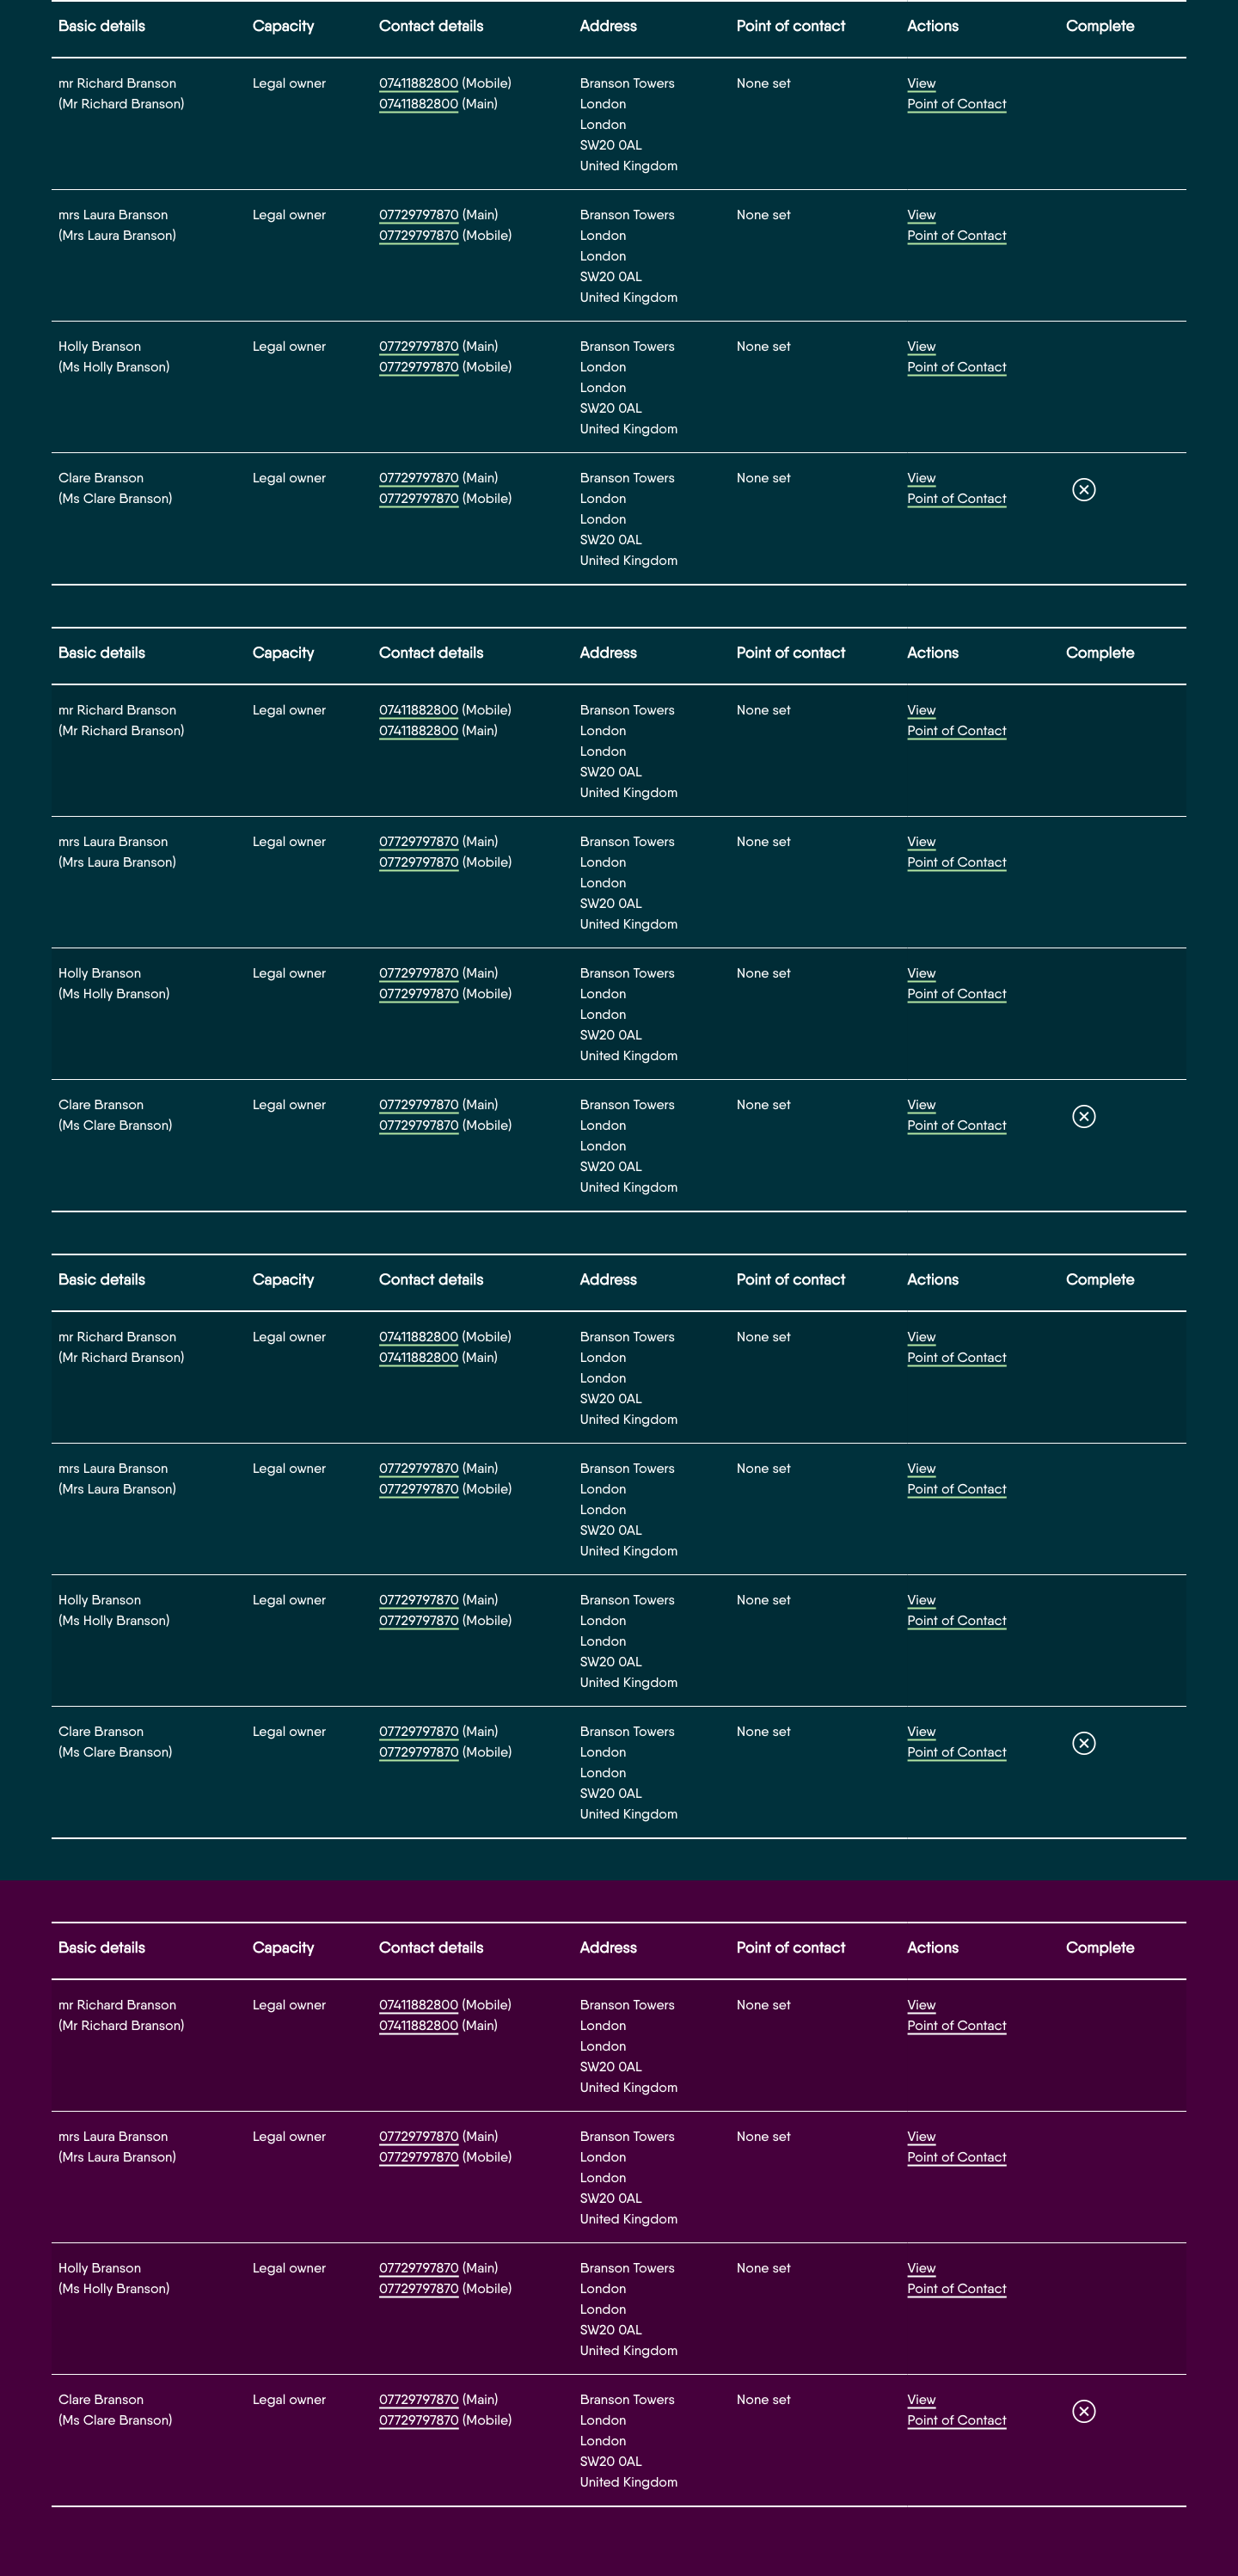 Basic details Capacity Contact details Address Point of contact Actions Complete
mr Richard Branson Legal owner 07411882800 (Mobile) Branson Towers None set View
(Mr Richard Branson) 07411882800 (Main) London Point of Contact
London
SW20 0AL
United Kingdom
mrs Laura Branson Legal owner 07729797870 (Main) Branson Towers None set View
(Mrs Laura Branson) 07729797870 (Mobile) London Point of Contact
London
SW20 0AL
United Kingdom
Holly Branson Legal owner 07729797870 (Main) Branson Towers None set View
(Ms Holly Branson) 07729797870 (Mobile) London Point of Contact
London
SW20 0AL
United Kingdom
Clare Branson Legal owner 07729797870 (Main) Branson Towers None set View
(Ms Clare Branson) 07729797870 (Mobile) London Point of Contact
London
SW20 0AL
United Kingdom
Basic details Capacity Contact details Address Point of contact Actions Complete
mr Richard Branson Legal owner 07411882800 (Mobile) Branson Towers None set View
(Mr Richard Branson) 07411882800 (Main) London Point of Contact
London
SW20 0AL
United Kingdom
mrs Laura Branson Legal owner 07729797870 (Main) Branson Towers None set View
(Mrs Laura Branson) 07729797870 (Mobile) London Point of Contact
London
SW20 0AL
United Kingdom
Holly Branson Legal owner 07729797870 (Main) Branson Towers None set View
(Ms Holly Branson) 07729797870 (Mobile) London Point of Contact
London
SW20 0AL
United Kingdom
Clare Branson Legal owner 07729797870 (Main) Branson Towers None set View
(Ms Clare Branson) 07729797870 (Mobile) London Point of Contact
London
SW20 0AL
United Kingdom
Basic details Capacity Contact details Address Point of contact Actions Complete
mr Richard Branson Legal owner 07411882800 (Mobile) Branson Towers None set View
(Mr Richard Branson) 07411882800 (Main) London Point of Contact
London
SW20 0AL
United Kingdom
mrs Laura Branson Legal owner 07729797870 (Main) Branson Towers None set View
(Mrs Laura Branson) 07729797870 (Mobile) London Point of Contact
London
SW20 0AL
United Kingdom
Holly Branson Legal owner 07729797870 (Main) Branson Towers None set View
(Ms Holly Branson) 07729797870 (Mobile) London Point of Contact
London
SW20 0AL
United Kingdom
Clare Branson Legal owner 07729797870 (Main) Branson Towers None set View
(Ms Clare Branson) 07729797870 (Mobile) London Point of Contact
London
SW20 0AL
United Kingdom
Basic details Capacity Contact details Address Point of contact Actions Complete
mr Richard Branson Legal owner 07411882800 (Mobile) Branson Towers None set View
(Mr Richard Branson) 07411882800 (Main) London Point of Contact
London
SW20 0AL
United Kingdom
mrs Laura Branson Legal owner 07729797870 (Main) Branson Towers None set View
(Mrs Laura Branson) 07729797870 (Mobile) London Point of Contact
London
SW20 0AL
United Kingdom
Holly Branson Legal owner 07729797870 (Main) Branson Towers None set View
(Ms Holly Branson) 07729797870 (Mobile) London Point of Contact
London
SW20 0AL
United Kingdom
Clare Branson Legal owner 07729797870 (Main) Branson Towers None set View
(Ms Clare Branson) 07729797870 (Mobile) London Point of Contact
London
SW20 0AL
United Kingdom